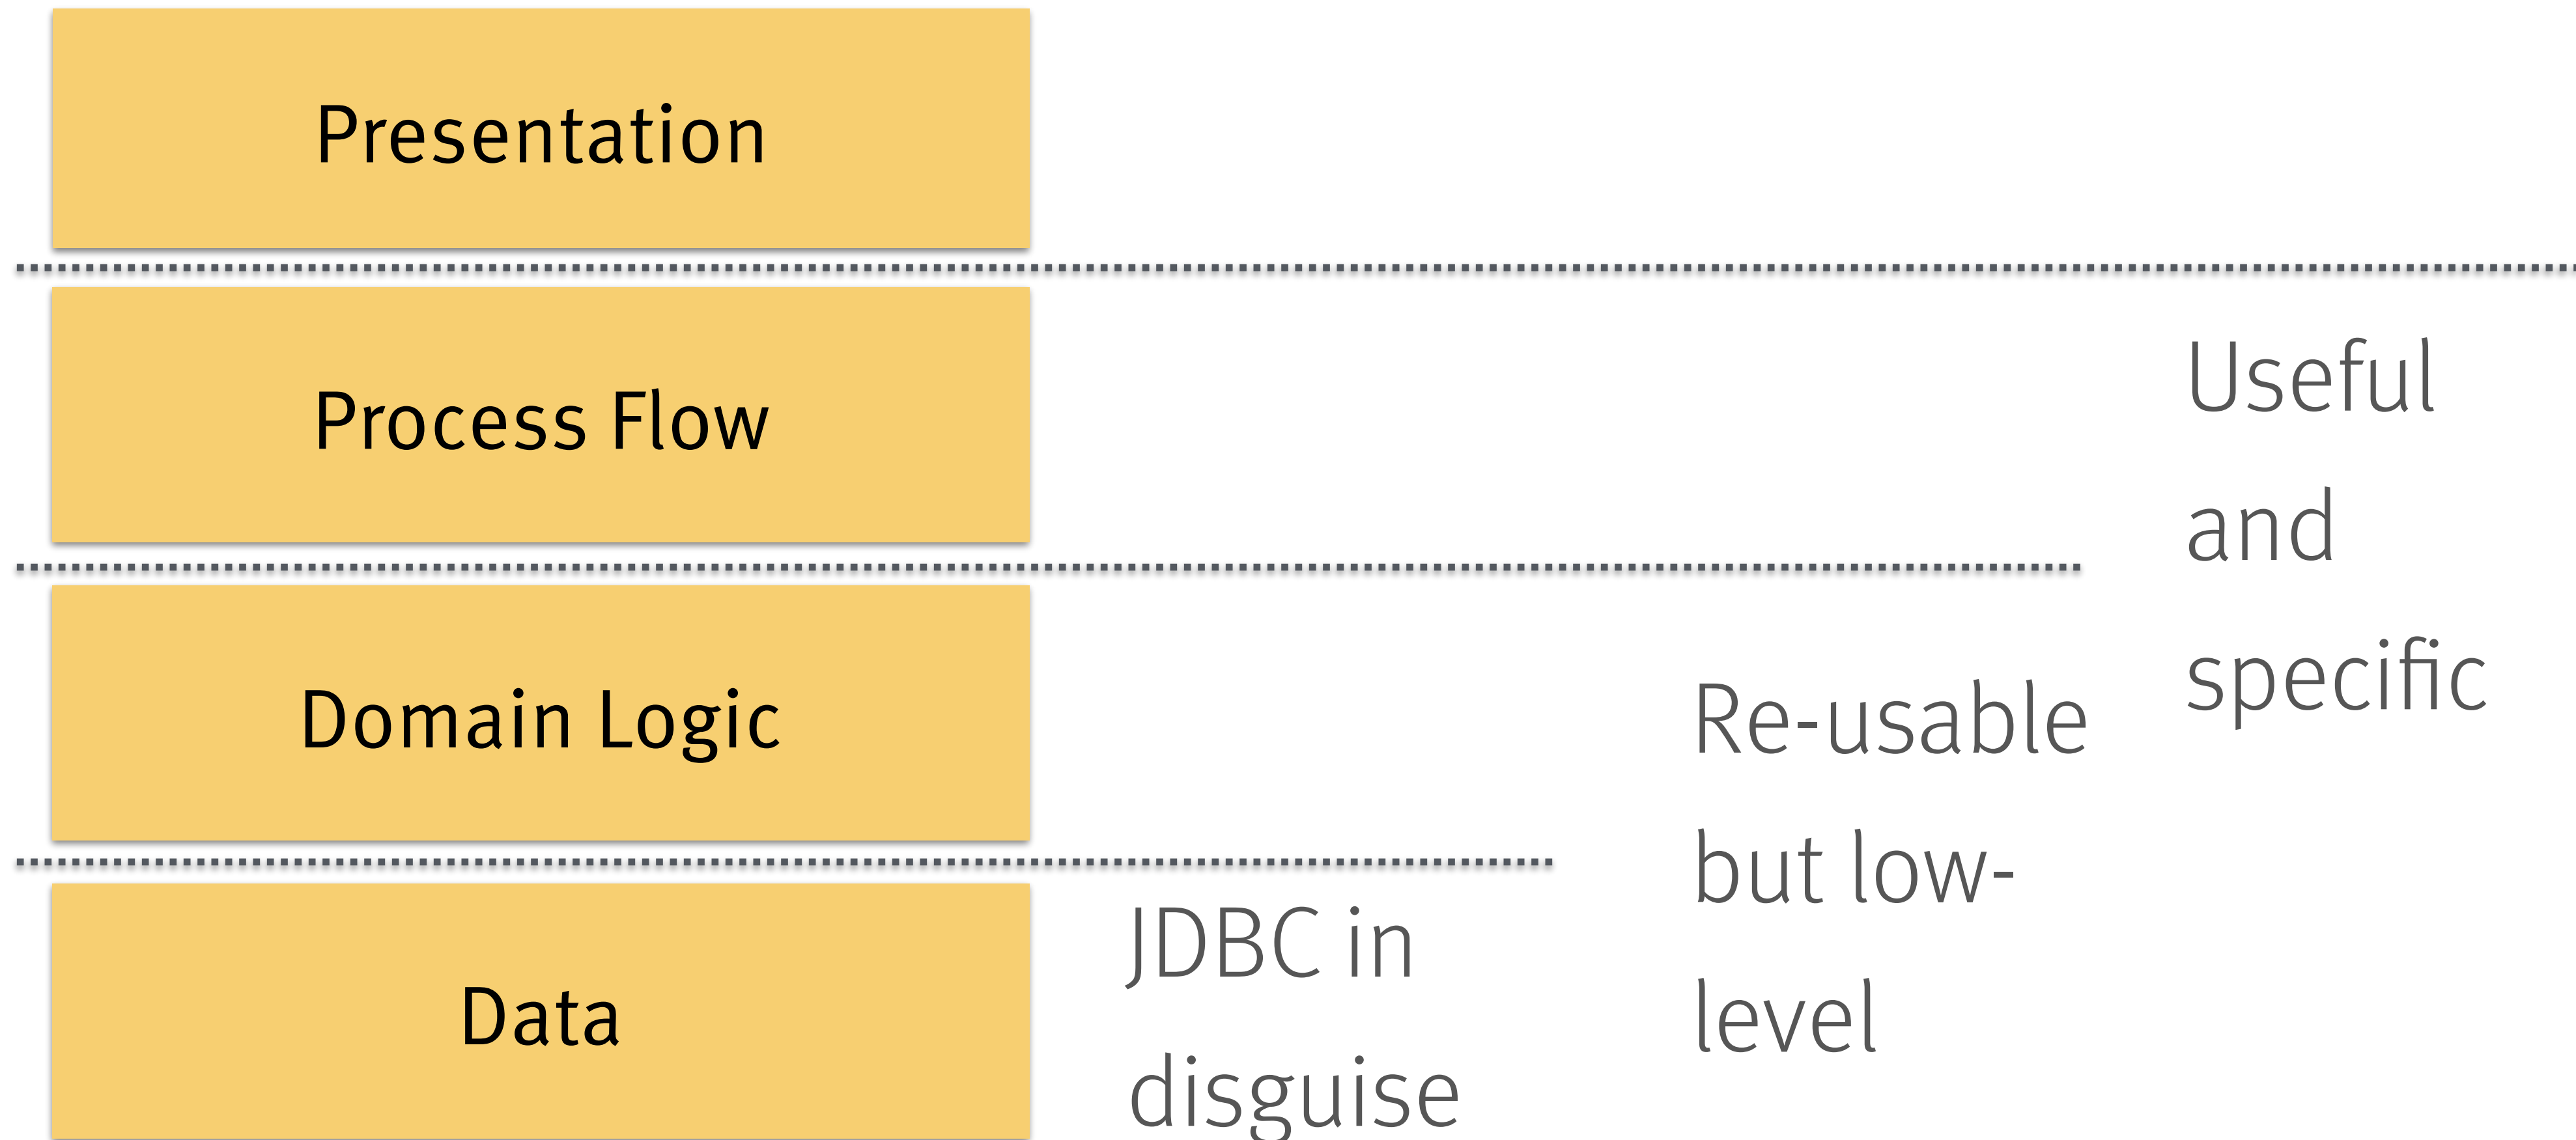 Presentation
Process Flow
Domain Logic
Data
JDBC in
disguise
Re-usable
but low-
level
Useful
and
specific